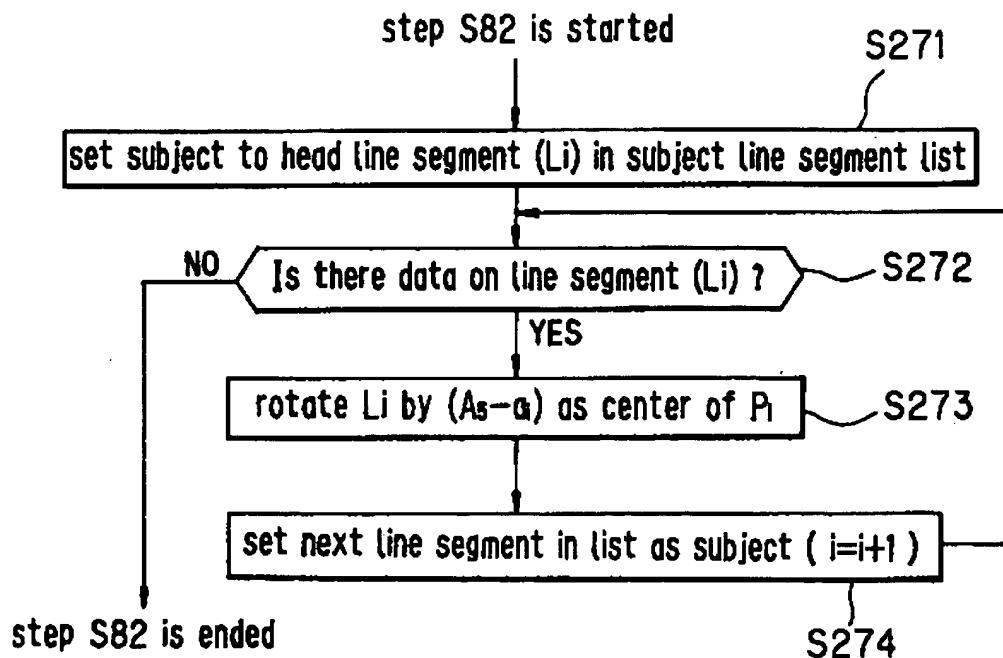 step S82 is started
S271
set subject to head line segment (Li) in subject line segment list
NO
Is there data on line segment (Li) ?
S272
YES
rotate Li by (As-αi) as center of Pi
S273
set next line segment in list as subject ( i=i+1 )
step S82 is ended
S274